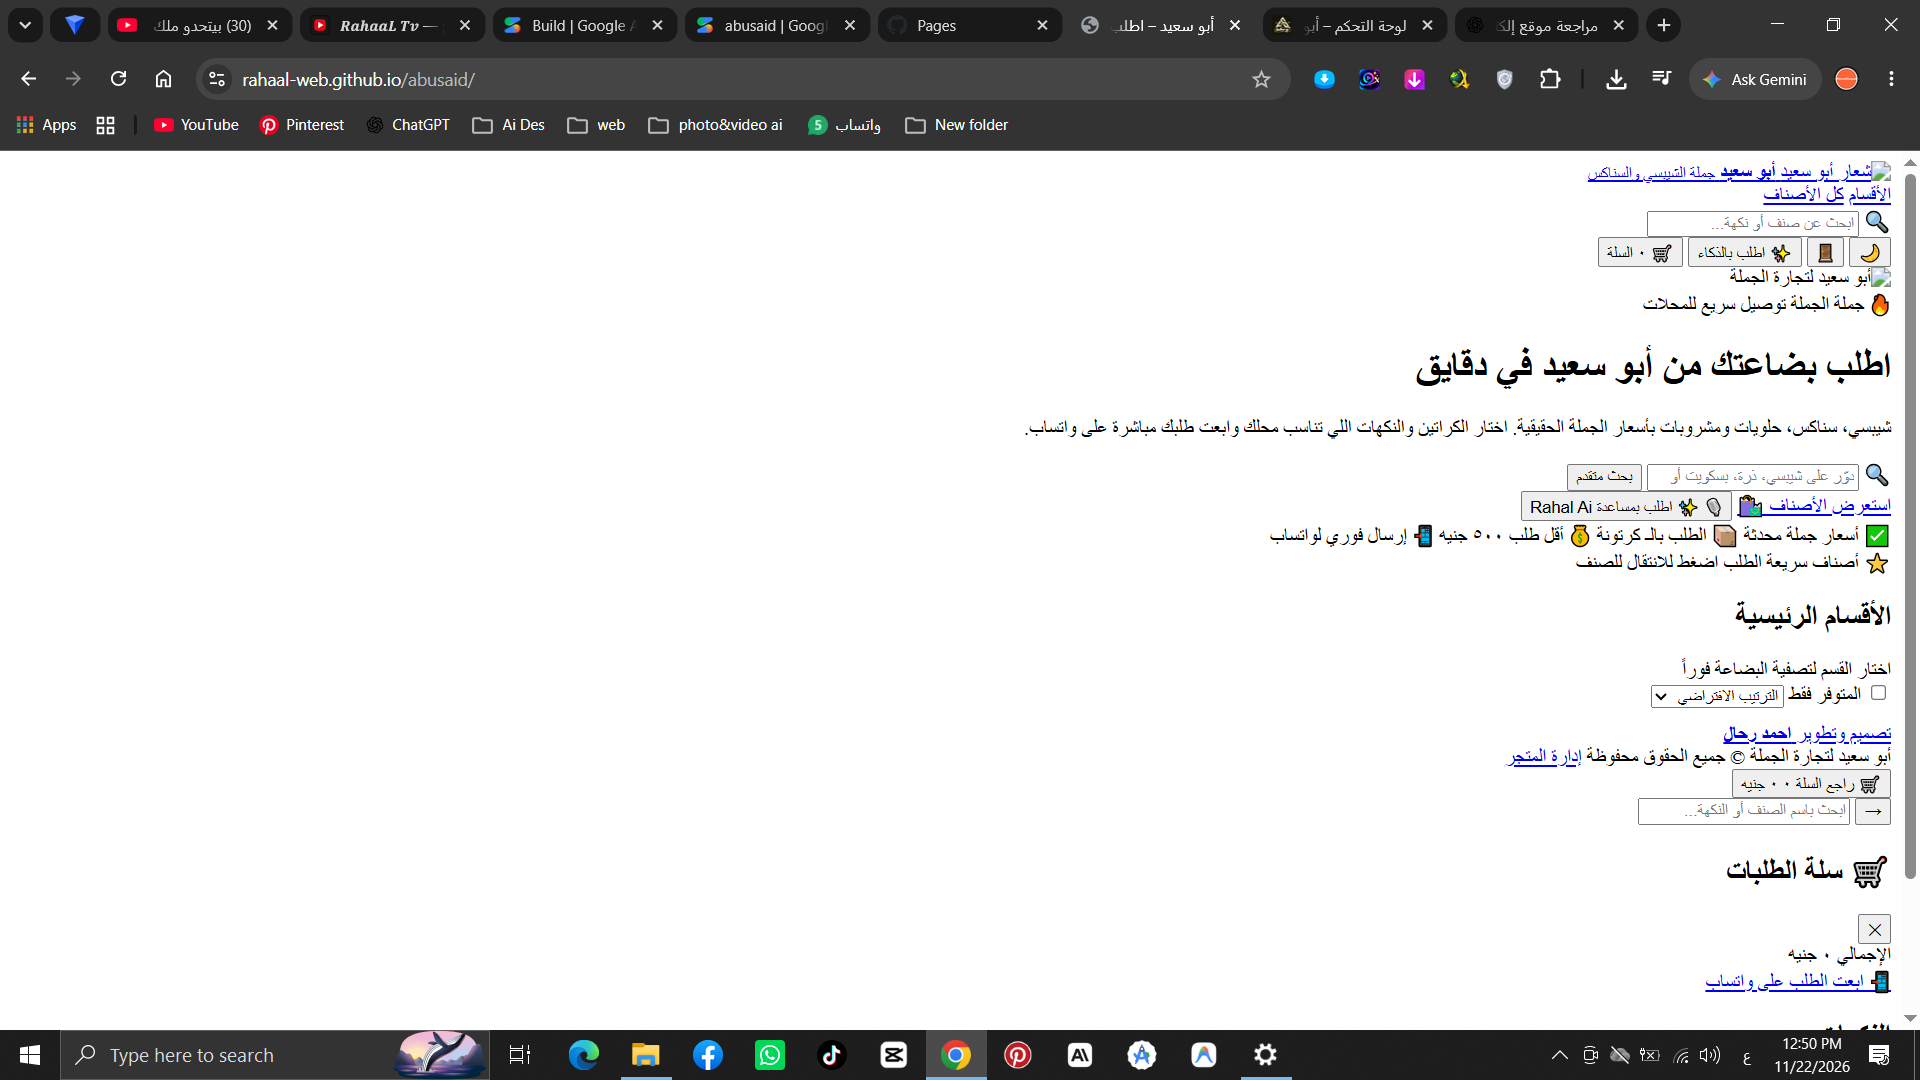 (30) بيتحدو ملك
RahaaL Tv —
Build | Google A
abusaid | Googl
Pages
أبو سعيد – اطلب
لوحة التحكم – أبو
مراجعة موقع إلك
rahaal-web.github.io/abusaid/
Ask Gemini
Apps
YouTube
Pinterest
ChatGPT
Ai Des
web
photo&video ai
5 واتساب
New folder
شعار أبو سعيد أبو سعيد جملة الشيبسي والسناكس
الأقسام كل الأصناف
ابحث عن صنف أو نكهة...
اطلب بالذكاء
٠ السلة
أبو سعيد لتجارة الجملة
جملة الجملة توصيل سريع للمحلات
اطلب بضاعتك من أبو سعيد في دقايق
شيبسي، سناكس، حلويات ومشروبات بأسعار الجملة الحقيقية. اختار الكراتين والنكهات اللي تناسب محلك وابعت طلبك مباشرة على واتساب.
دوّر على شيبسي، ذرة، بسكويت أو
بحث متقدم
استعرض الأصناف
اطلب بمساعدة Rahal Ai
أسعار جملة محدثة الطلب بالـ كرتونة أقل طلب ٥٠٠ جنيه إرسال فوري لواتساب
أصناف سريعة الطلب اضغط للانتقال للصنف
الأقسام الرئيسية
اختار القسم لتصفية البضاعة فوراً
المتوفر فقط الترتيب الافتراضي
تصميم وتطوير احمد رحال
أبو سعيد لتجارة الجملة © جميع الحقوق محفوظة إدارة المتجر
راجع السلة ٠ ٠ جنيه
→
ابحث باسم الصنف أو النكهة...
سلة الطلبات
الإجمالي ٠ جنيه
ابعت الطلب على واتساب
Type here to search
ع
12:50 PM
11/22/2026